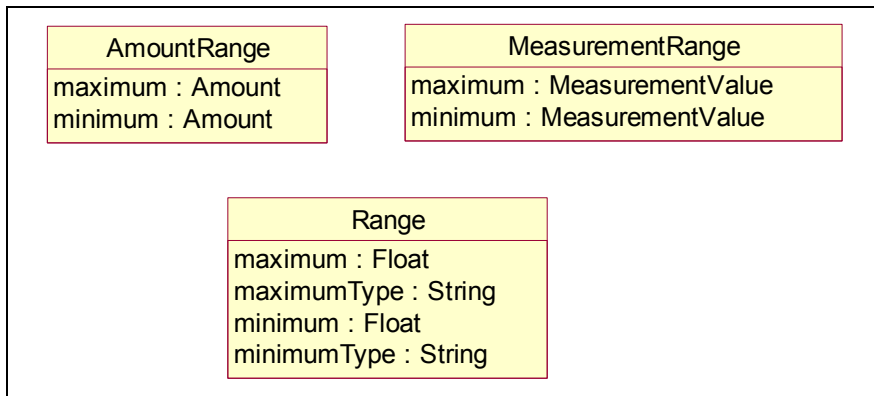 AmountRange
maximum : Amount
minimum : Amount
MeasurementRange
maximum : MeasurementValue
minimum : MeasurementValue
Range
maximum : Float
maximumType : String
minimum : Float
minimumType : String